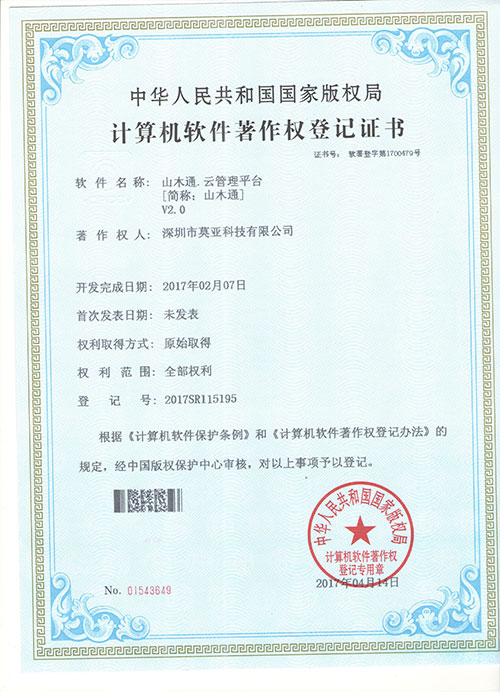 中华人民共和国国家版权局
计算机软件著作权登记证书
证书号： 软著登字第1700479号
软件名称： 山木通.云管理平台
[简称：山木通]
V2.0
著作权人： 深圳市莫亚科技有限公司
开发完成日期： 2017年02月07日
首次发表日期： 未发表
权利取得方式： 原始取得
权利范围： 全部权利
登记号： 2017SR115195
根据《计算机软件保护条例》和《计算机软件著作权登记办法》的
规定，经中国版权保护中心审核，对以上事项予以登记。
中华人民共和国国家版权局
计算机软件著作权
登记专用章
2017年04月14日
No. 01543649